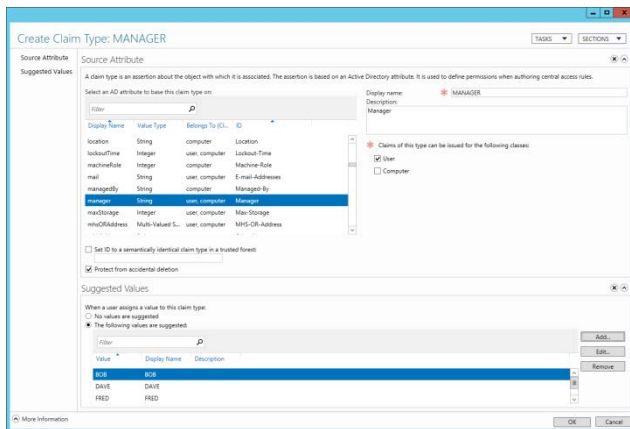 Create Claim Type: MANAGER
TASKS
SECTIONS
Source Attribute
Suggested Values
Source Attribute
A claim type is an assertion about the object with which it is associated. The assertion is based on an Active Directory attribute. It is used to define permissions when authoring central access rules.
Select an AD attribute to base this claim type on:
Filter
Display Name Value Type Belongs To (Cl... ID
location String computer Location
lockoutTime Integer user, computer Lockout-Time
machineRole Integer computer Machine-Role
mail String user, computer E-mail-Addresses
managedBy String computer Managed-By
manager String user, computer Manager
maxStorage Integer user, computer Max-Storage
mhsORAddress Multi-Valued S... user, computer MHS-OR-Address
Set ID to a semantically identical claim type in a trusted forest:
Protect from accidental deletion
Display name: MANAGER
Description:
Manager
Claims of this type can be issued for the following classes:
User
Computer
Suggested Values
When a user assigns a value to this claim type:
No values are suggested
The following values are suggested:
Filter
Value Display Name Description
BOB BOB
DAVE DAVE
FRED FRED
Add...
Edit...
Remove
More Information
OK Cancel